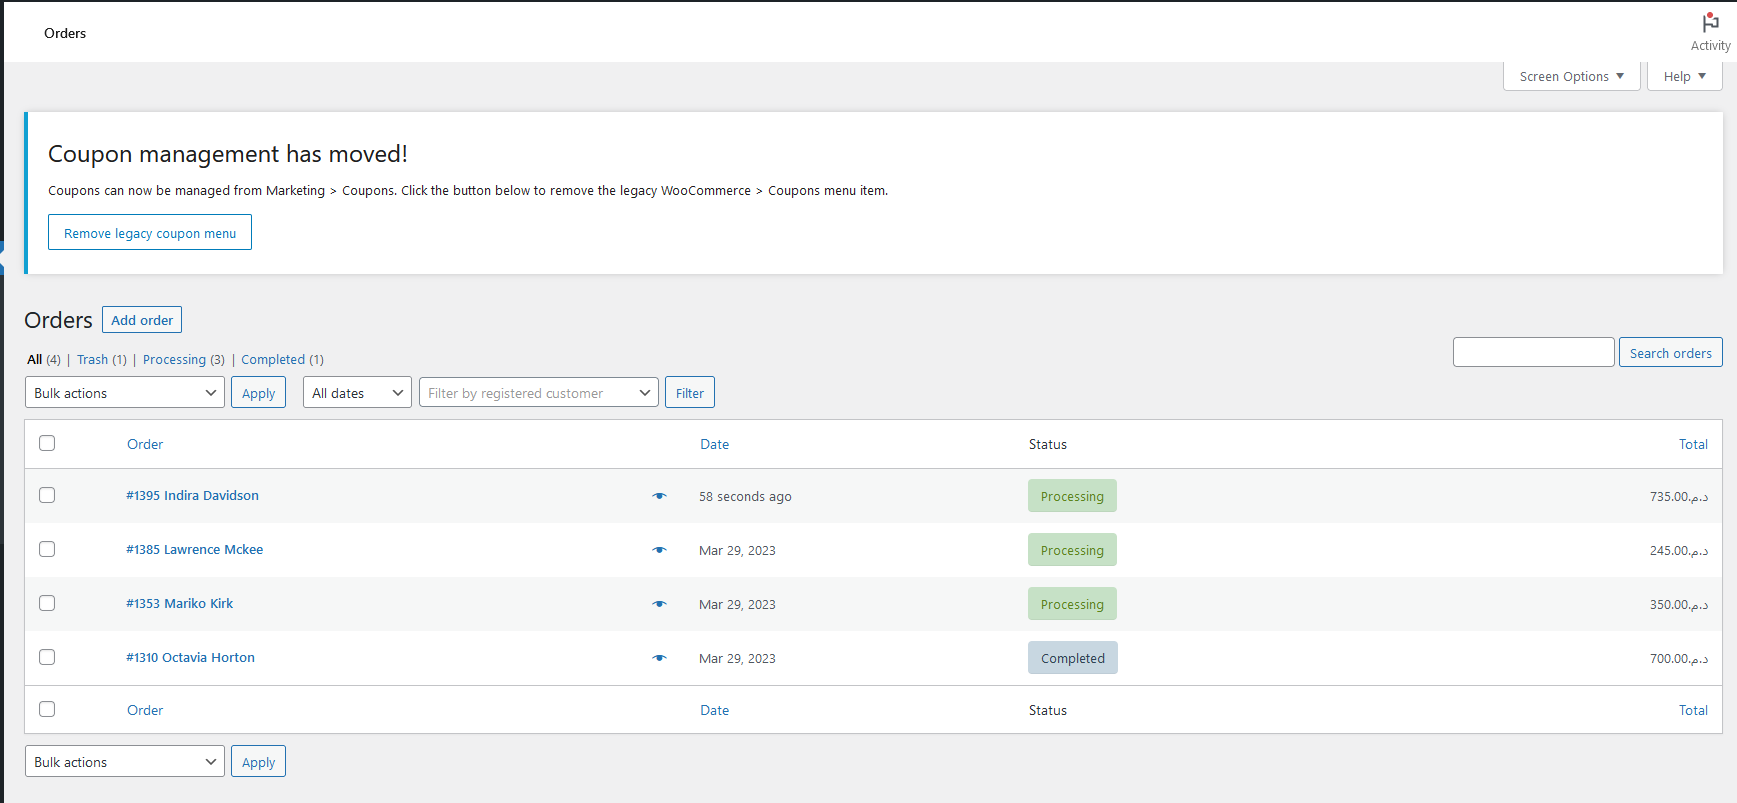 Orders
Activity
Screen Options
Help
Coupon management has moved!
Coupons can now be managed from Marketing > Coupons. Click the button below to remove the legacy WooCommerce > Coupons menu item.
Remove legacy coupon menu
Orders Add order
All (4) | Trash (1) | Processing (3) | Completed (1)
Search orders
Bulk actions Apply All dates Filter by registered customer Filter
Order Date Status Total
#1395 Indira Davidson 58 seconds ago Processing 735.00د.م.
#1385 Lawrence Mckee Mar 29, 2023 Processing 245.00د.م.
#1353 Mariko Kirk Mar 29, 2023 Processing 350.00د.م.
#1310 Octavia Horton Mar 29, 2023 Completed 700.00د.م.
Order Date Status Total
Bulk actions Apply